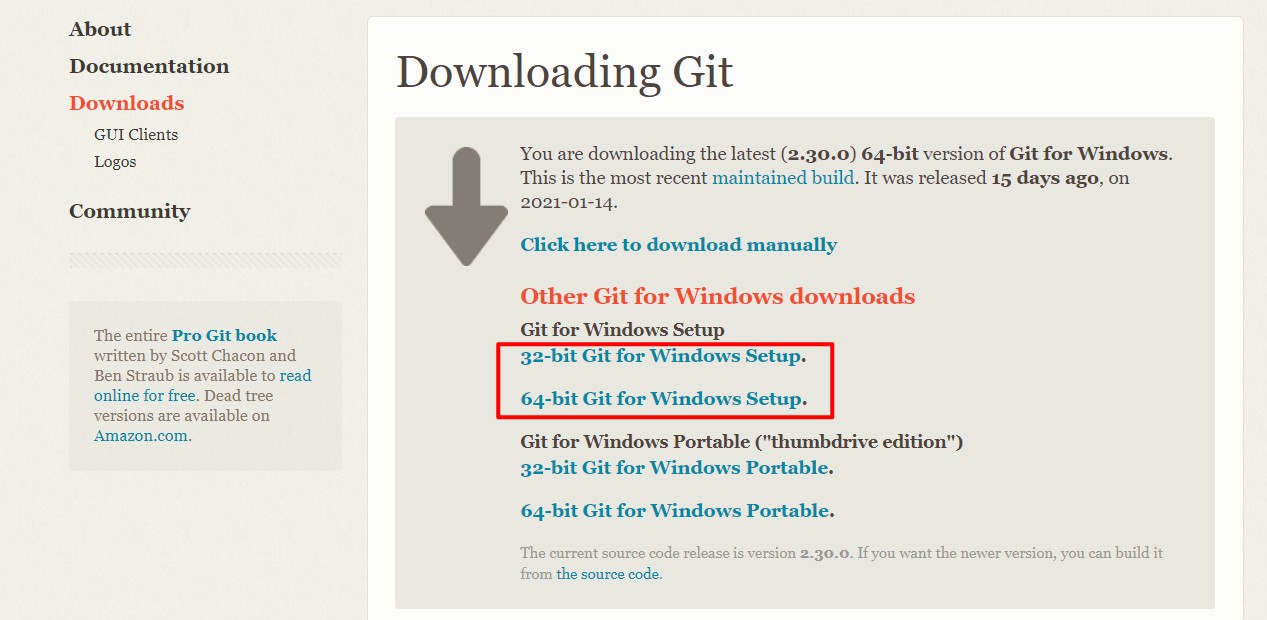 About
Documentation
Downloads
GUI Clients
Logos
Community
The entire Pro Git book
written by Scott Chacon and
Ben Straub is available to read
online for free. Dead tree
versions are available on
Amazon.com.
Downloading Git
You are downloading the latest (2.30.0) 64-bit version of Git for Windows.
This is the most recent maintained build. It was released 15 days ago, on
2021-01-14.
Click here to download manually
Other Git for Windows downloads
Git for Windows Setup
32-bit Git for Windows Setup.
64-bit Git for Windows Setup.
Git for Windows Portable ("thumbdrive edition")
32-bit Git for Windows Portable.
64-bit Git for Windows Portable.
The current source code release is version 2.30.0. If you want the newer version, you can build it
from the source code.